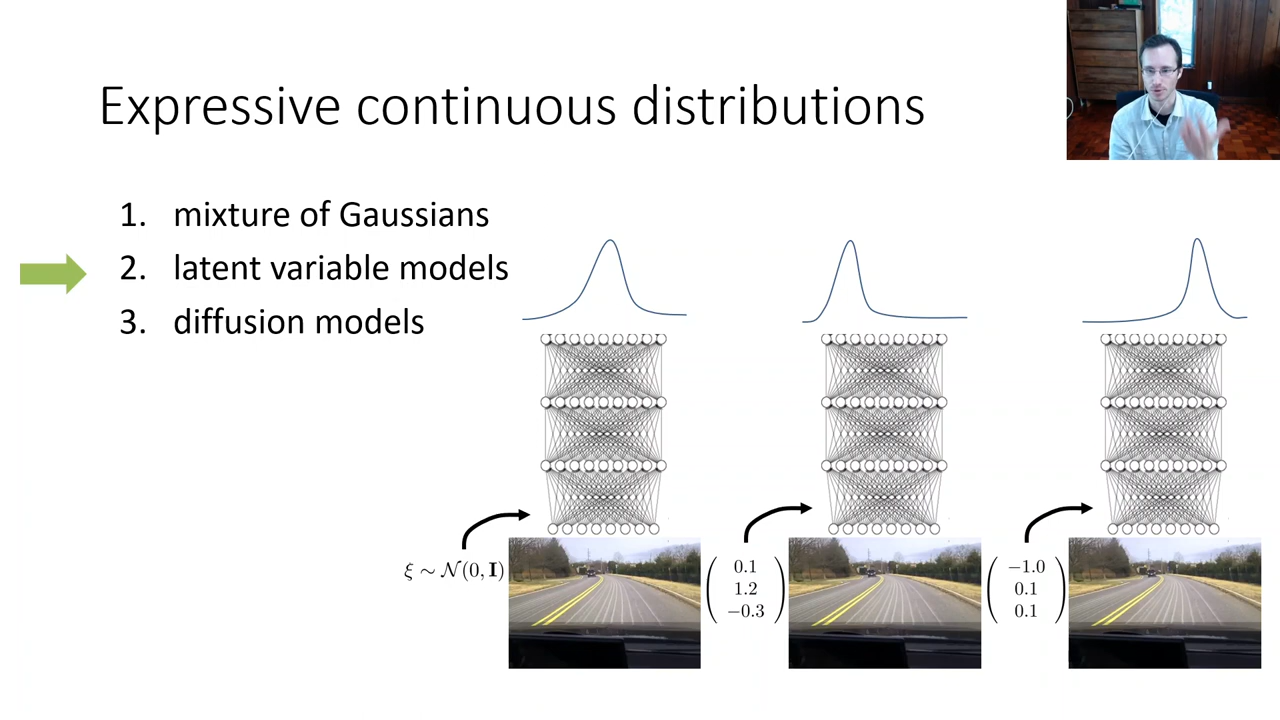 Expressive continuous distributions
1. mixture of Gaussians
2. latent variable models
3. diffusion models
ξ ∼ 𝒩(0, I)
0.1
1.2
−0.3
−1.0
0.1
0.1